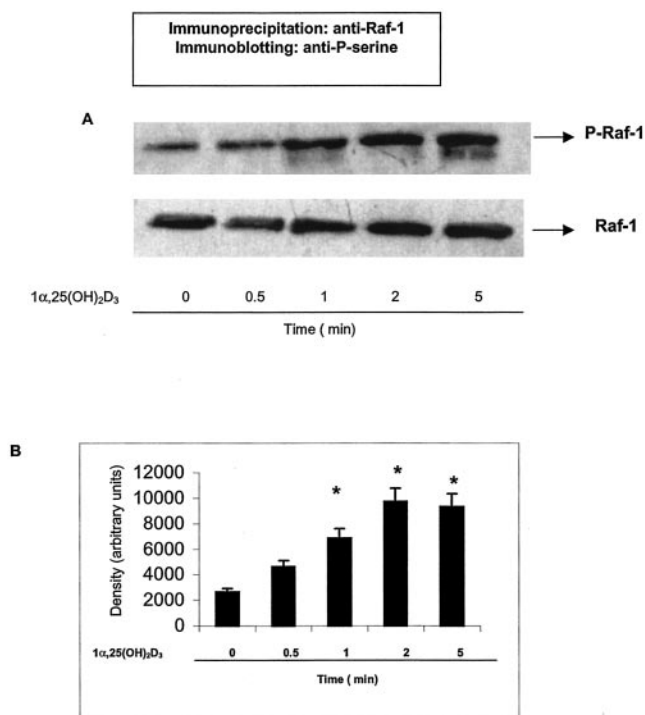 Immunoprecipitation: anti-Raf-1
Immunoblotting: anti-P-serine
A
P-Raf-1
Raf-1
1α,25(OH)₂D₃ 0 0.5 1 2 5
Time ( min)
B
Density (arbitrary units)
12000
10000
8000
6000
4000
2000
0
* * *
1α,25(OH)₂D₃ 0 0.5 1 2 5
Time ( min)